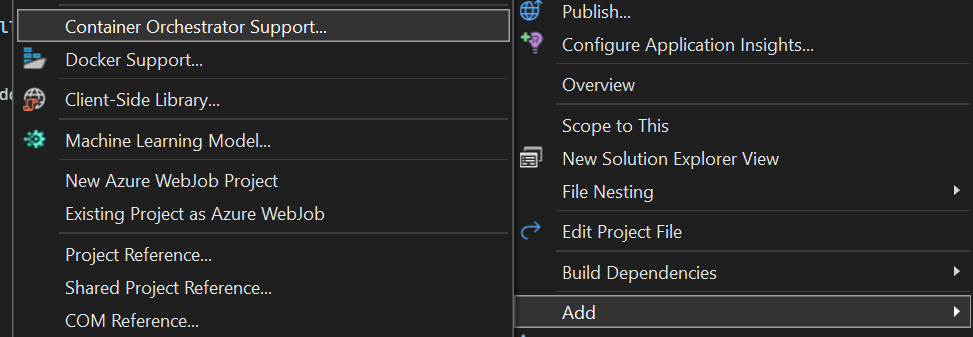 Container Orchestrator Support...
Docker Support...
Client-Side Library...
Machine Learning Model...
New Azure WebJob Project
Existing Project as Azure WebJob
Project Reference...
Shared Project Reference...
COM Reference...
Publish...
Configure Application Insights...
Overview
Scope to This
New Solution Explorer View
File Nesting
Edit Project File
Build Dependencies
Add